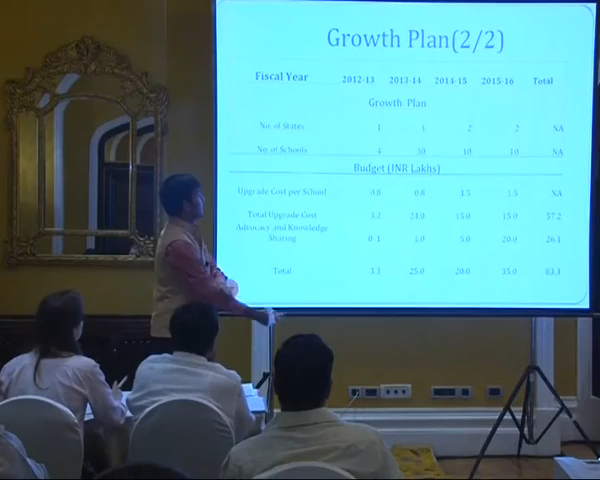 Growth Plan(2/2)
Fiscal Year 2012-13 2013-14 2014-15 2015-16 Total
Growth Plan
No. of States 1 1 2 2 NA
No. of Schools 4 30 10 10 NA
Budget (INR Lakhs)
Upgrade Cost per School 0.8 0.8 1.5 1.5 NA
Total Upgrade Cost 3.2 24.0 15.0 15.0 57.2
Advocacy and Knowledge
Sharing 0.1 1.0 5.0 20.0 26.1
Total 3.3 25.0 20.0 35.0 83.3